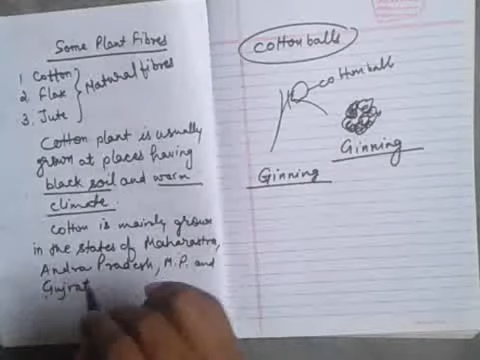 Some Plant Fibres
1 Cotton
2 Flax
3. Jute
Natural fibres
Cotton plant is usually
grown at places having
black soil and warm
climate.
Cotton is mainly grown
in the states of Maharastra,
Andra Pradesh, M.P. and
Gujrat
Cotton balls
cotton ball
Ginning
Ginning